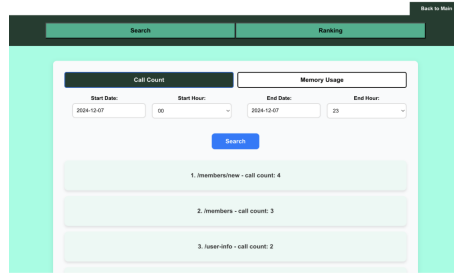 Back to Main
Search Ranking
Call Count Memory Usage
Start Date: Start Hour: End Date: End Hour:
2024-12-07 00 2024-12-07 23
Search
1. /members/new - call count: 4
2. /members - call count: 3
3. /user-info - call count: 2